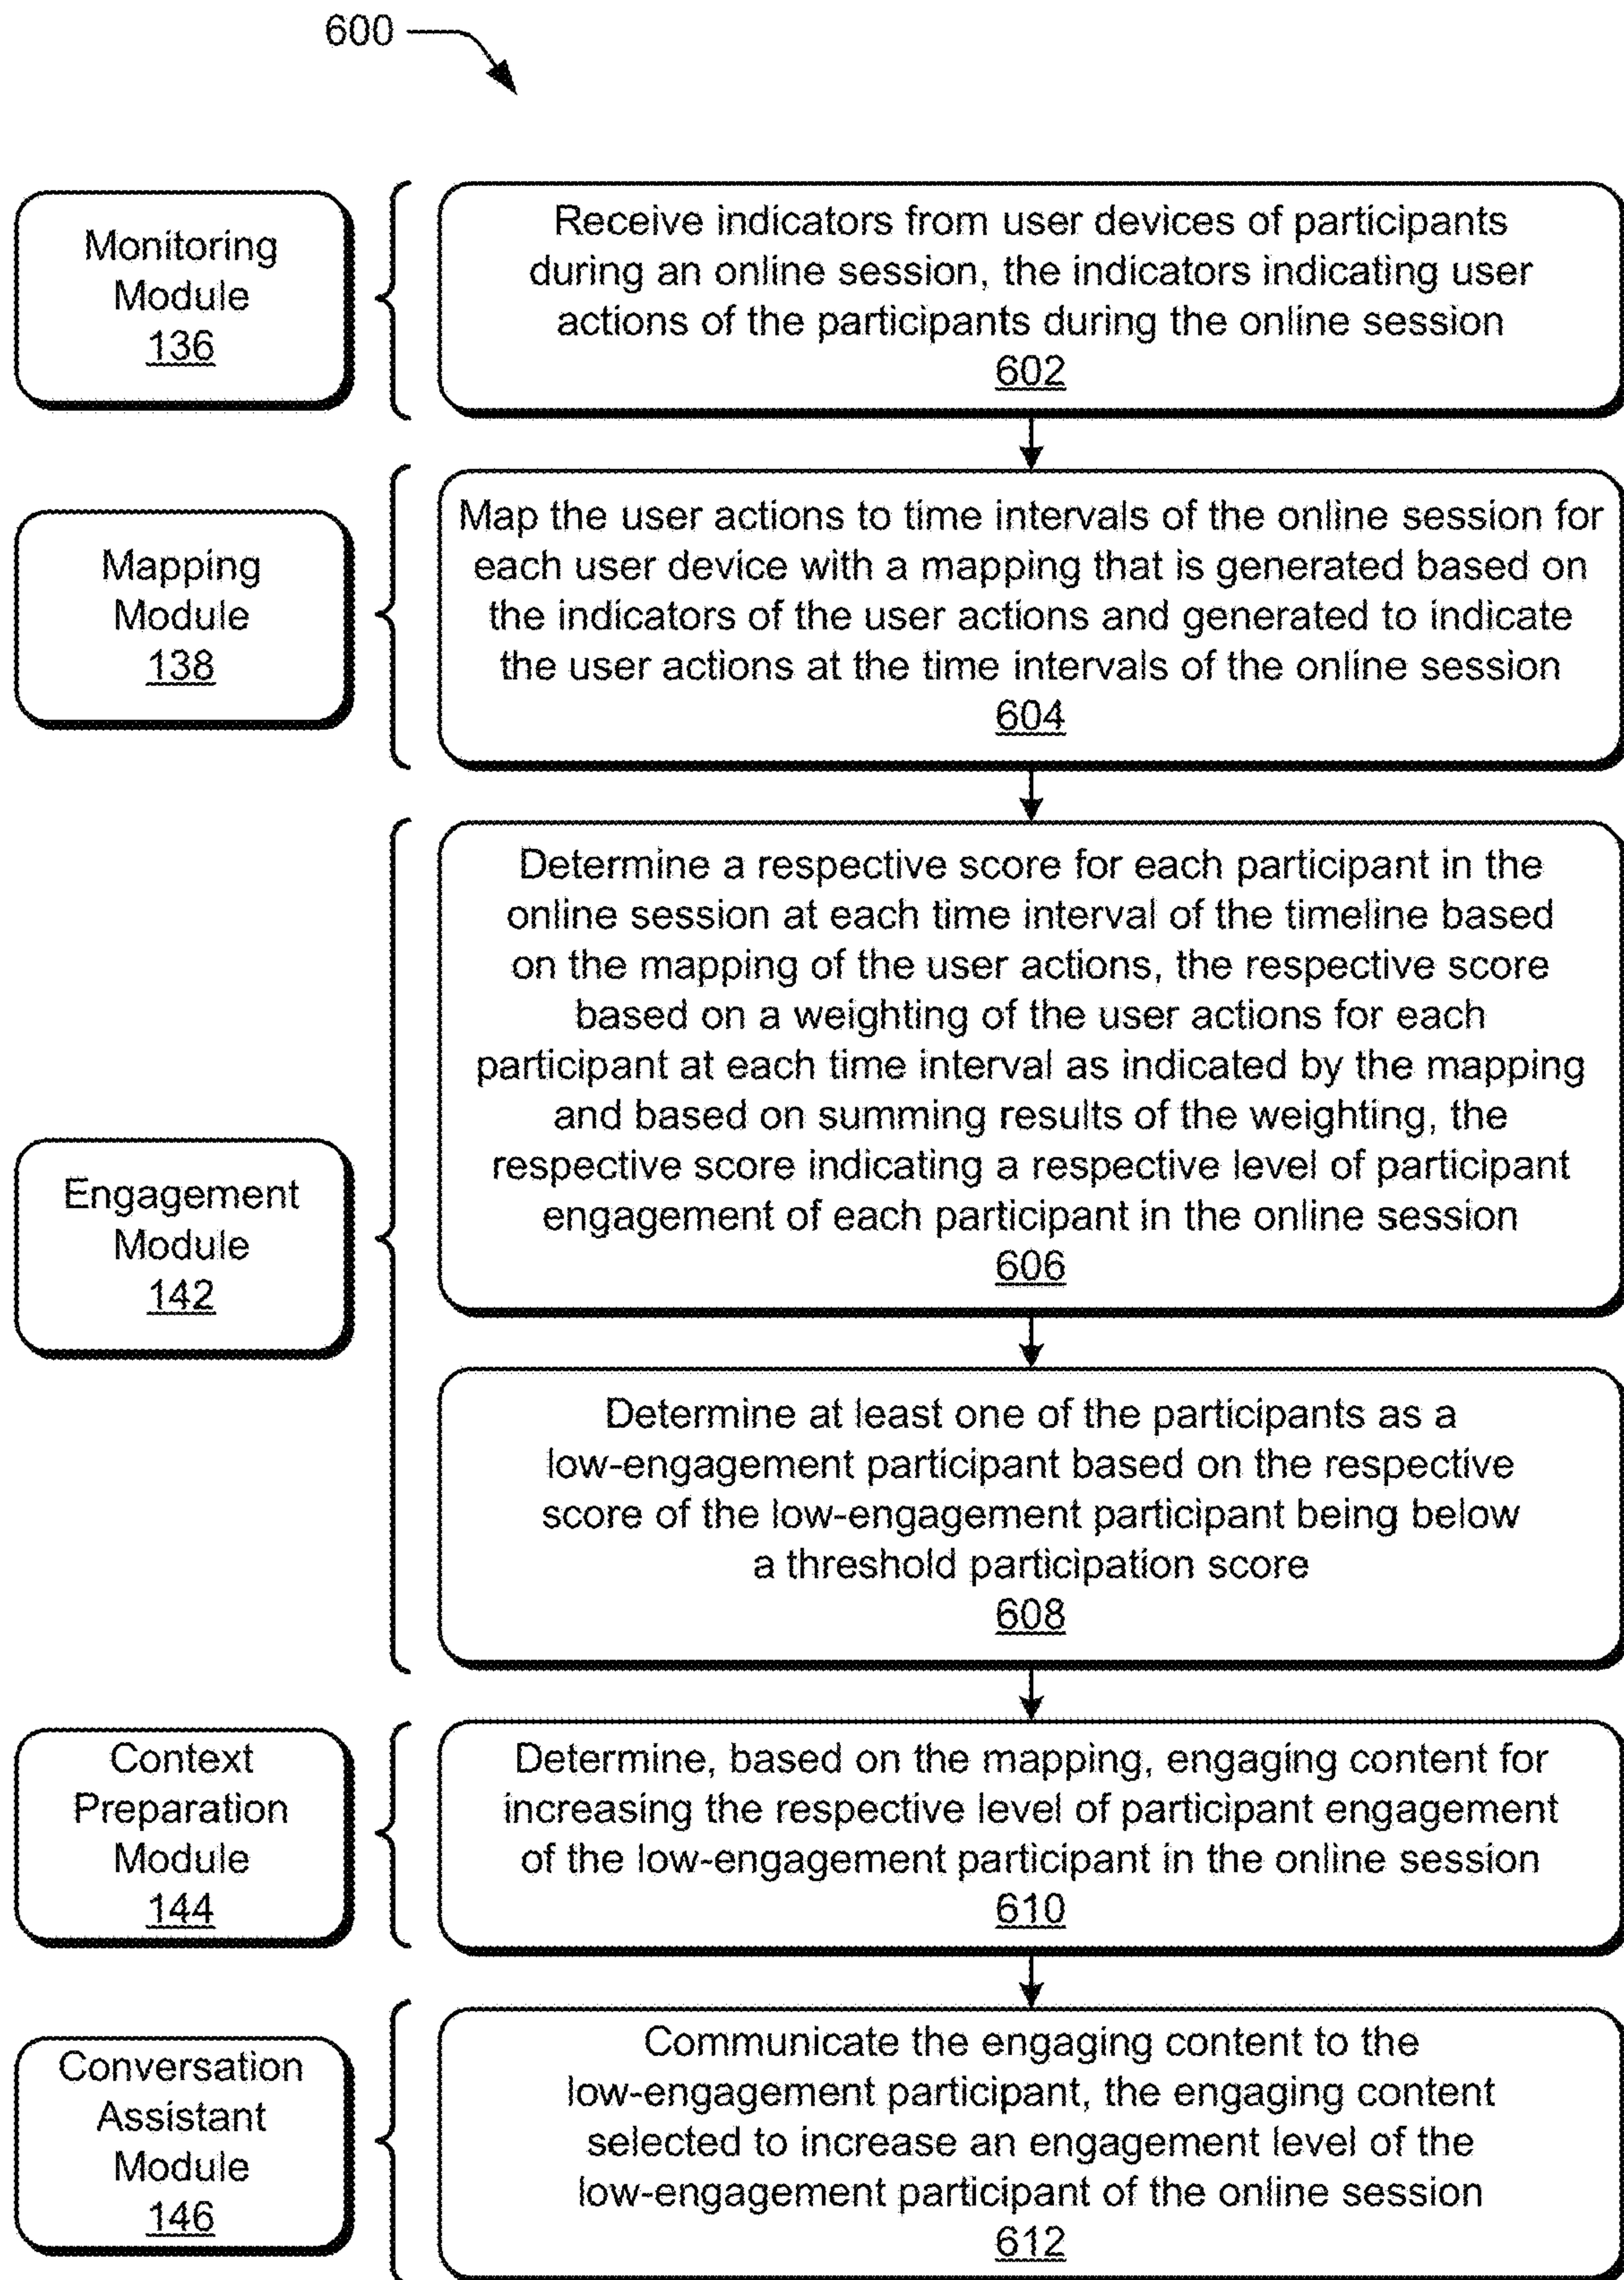 600
Monitoring
Module
136
Receive indicators from user devices of participants
during an online session, the indicators indicating user
actions of the participants during the online session
602
Mapping
Module
138
Map the user actions to time intervals of the online session for
each user device with a mapping that is generated based on
the indicators of the user actions and generated to indicate
the user actions at the time intervals of the online session
604
Engagement
Module
142
Determine a respective score for each participant in the
online session at each time interval of the timeline based
on the mapping of the user actions, the respective score
based on a weighting of the user actions for each
participant at each time interval as indicated by the mapping
and based on summing results of the weighting, the
respective score indicating a respective level of participant
engagement of each participant in the online session
606
Determine at least one of the participants as a
low-engagement participant based on the respective
score of the low-engagement participant being below
a threshold participation score
608
Context
Preparation
Module
144
Determine, based on the mapping, engaging content for
increasing the respective level of participant engagement
of the low-engagement participant in the online session
610
Conversation
Assistant
Module
146
Communicate the engaging content to the
low-engagement participant, the engaging content
selected to increase an engagement level of the
low-engagement participant of the online session
612